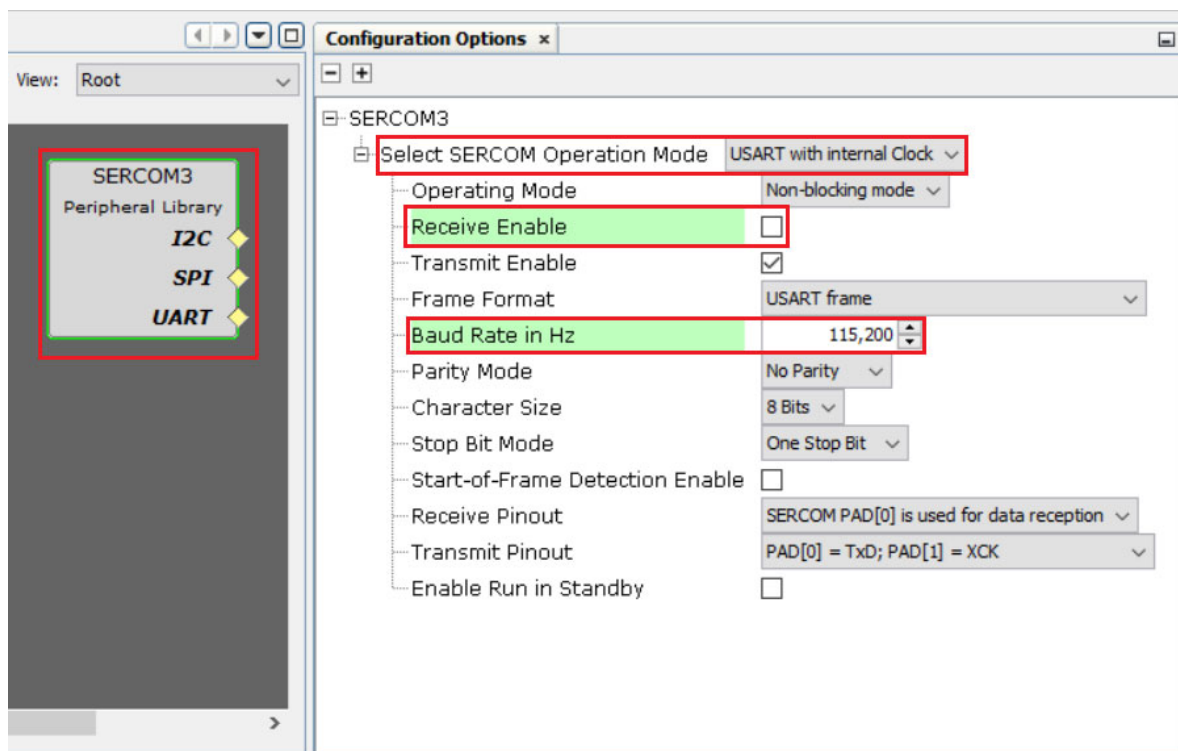 View: Root
SERCOM3
Peripheral Library
I2C
SPI
UART
Configuration Options ×
SERCOM3
Select SERCOM Operation Mode USART with internal Clock
Operating Mode Non-blocking mode
Receive Enable
Transmit Enable
Frame Format USART frame
Baud Rate in Hz 115,200
Parity Mode No Parity
Character Size 8 Bits
Stop Bit Mode One Stop Bit
Start-of-Frame Detection Enable
Receive Pinout SERCOM PAD[0] is used for data reception
Transmit Pinout PAD[0] = TxD; PAD[1] = XCK
Enable Run in Standby